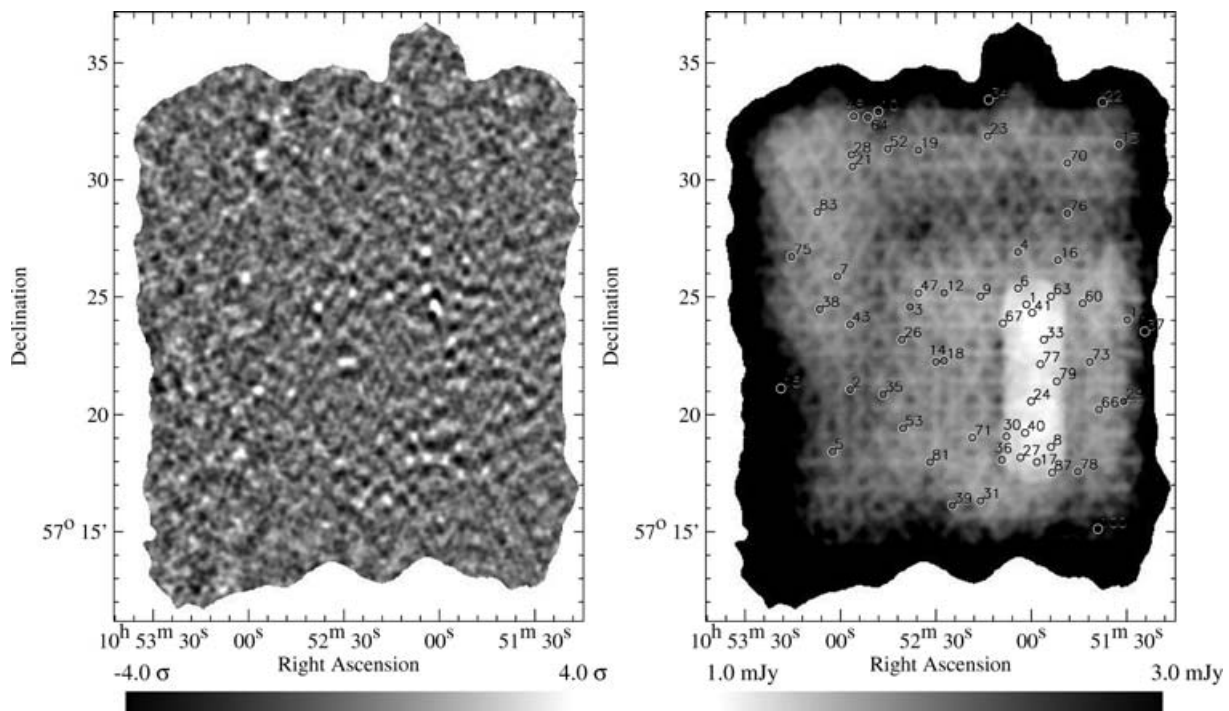 35
30
25
20
57° 15'
Declination
10ʰ 53ᵐ 30ˢ 00ˢ 52ᵐ 30ˢ 00ˢ 51ᵐ 30ˢ
Right Ascension
-4.0 σ 4.0 σ
35
30
25
20
57° 15'
Declination
34 22
64
52 19 23
28
21 70
83 76
75 4 16
7
47 12 9 6 63 60
38 3 1 41
43 67 37
26 33
14 18 77 73
79
2 35 24 66
53 30 40
71 8
5 36 27 17
81 87 78
39 31
10ʰ 53ᵐ 30ˢ 00ˢ 52ᵐ 30ˢ 00ˢ 51ᵐ 30ˢ
Right Ascension
1.0 mJy 3.0 mJy